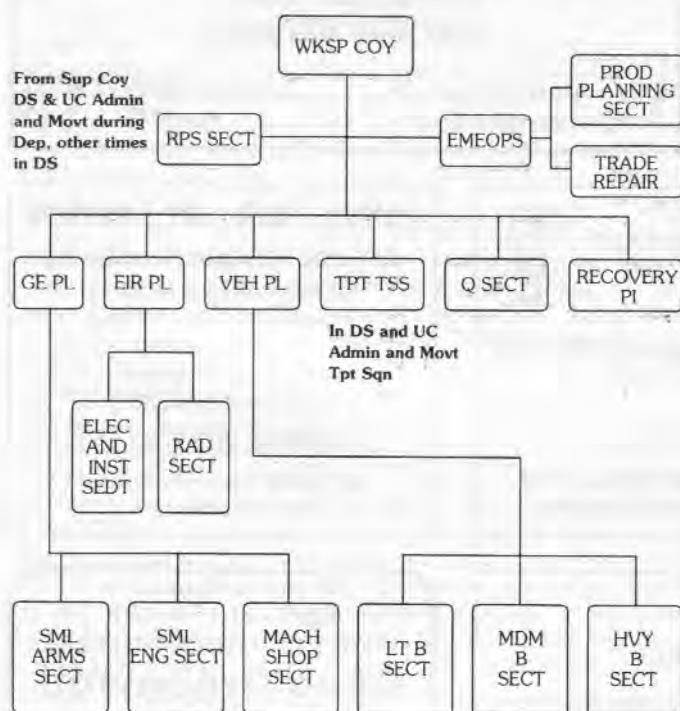 WKSP COY
From Sup Coy
DS & UC Admin
and Movt during
Dep, other times
in DS
RPS SECT
EMEOPS
PROD
PLANNING
SECT
TRADE
REPAIR
GE PL
EIR PL
VEH PL
TPT TSS
Q SECT
RECOVERY
PI
In DS and UC
Admin and Movt
Tpt Sqn
ELEC
AND
INST
SEDT
RAD
SECT
SML
ARMS
SECT
SML
ENG SECT
MACH
SHOP
SECT
LT B
SECT
MDM
B
SECT
HVY
B
SECT